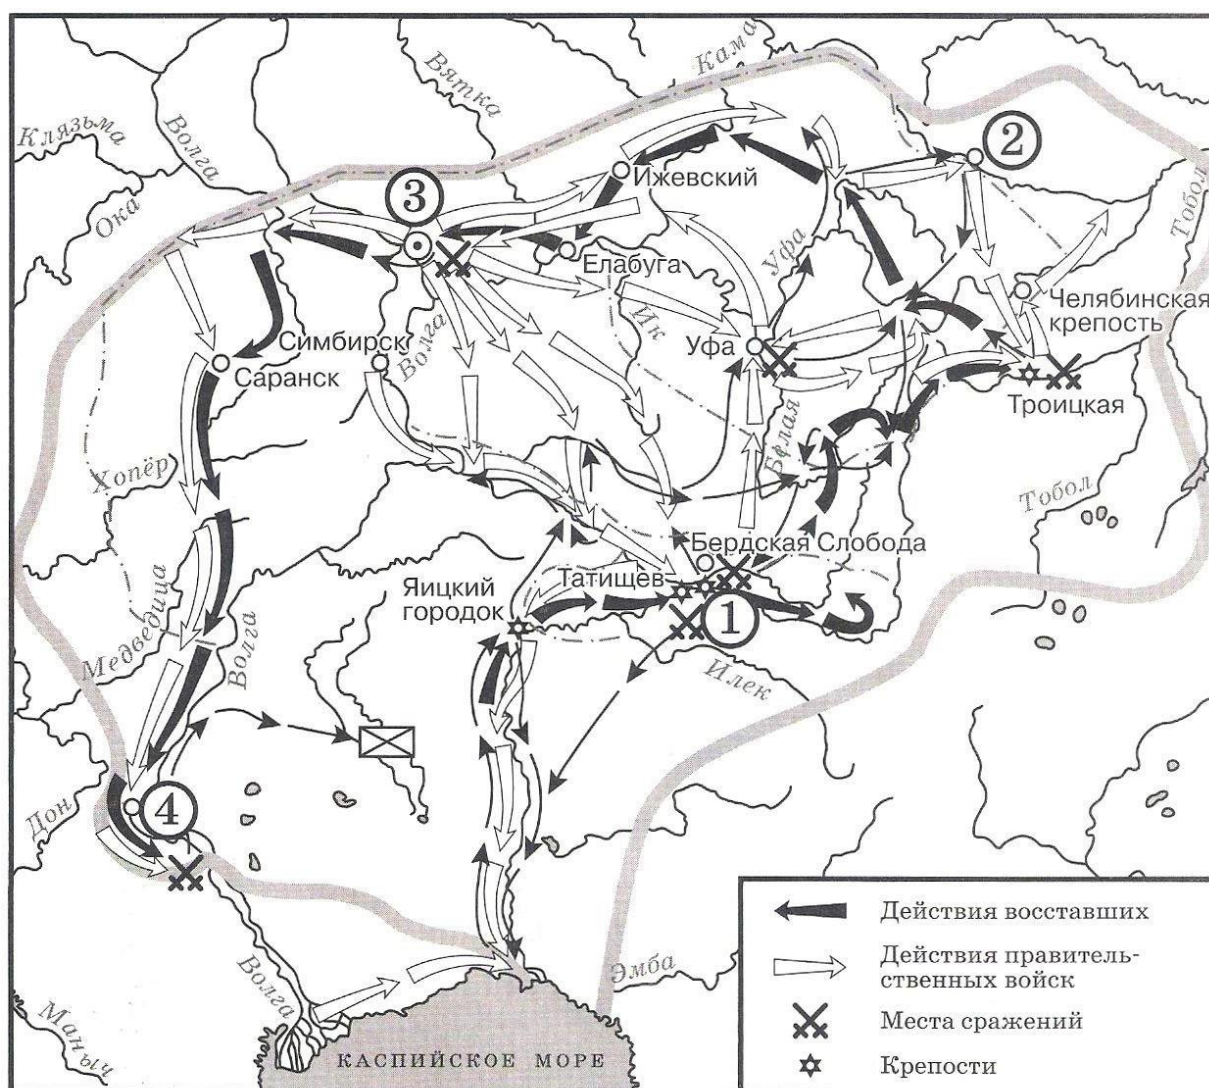 Кама
Вятка
Клязьма
Волга
Ока
2
3
Ижевский
Тобол
Елабуга
Уфа
Челябинская
крепость
Ик
Волга
Симбирск
Саранск
Уфа
Троицкая
Белая
Хопёр
Тобол
Бердская Слобода
Татищев
Яицкий
городок
1
Медведица
Волга
Илек
Дон
4
Действия восставших
Действия правитель-
ственных войск
Места сражений
Крепости
Волга
Эмба
Маныч
КАСПИЙСКОЕ МОРЕ